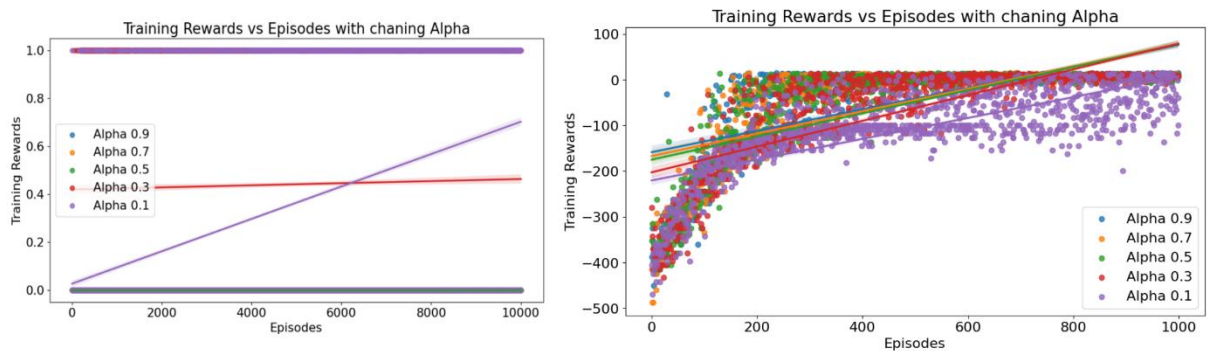 Training Rewards vs Episodes with chaning Alpha
1.0
0.8
0.6
0.4
0.2
0.0
Training Rewards
Alpha 0.9
Alpha 0.7
Alpha 0.5
Alpha 0.3
Alpha 0.1
0 2000 4000 6000 8000 10000
Episodes
Training Rewards vs Episodes with chaning Alpha
100
0
−100
−200
−300
−400
−500
Training Rewards
Alpha 0.9
Alpha 0.7
Alpha 0.5
Alpha 0.3
Alpha 0.1
0 200 400 600 800 1000
Episodes